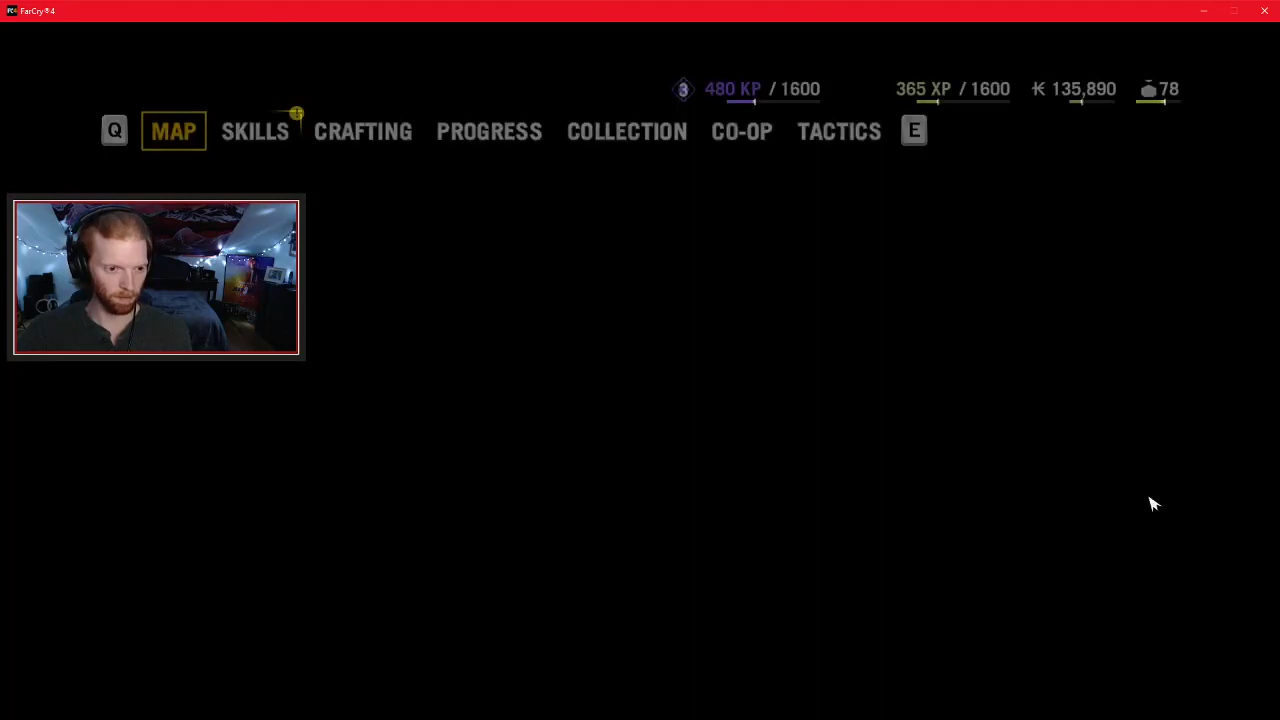 FarCry®4
3 480 KP / 1600 365 XP / 1600 135,890 78
Q MAP SKILLS CRAFTING PROGRESS COLLECTION CO-OP TACTICS E